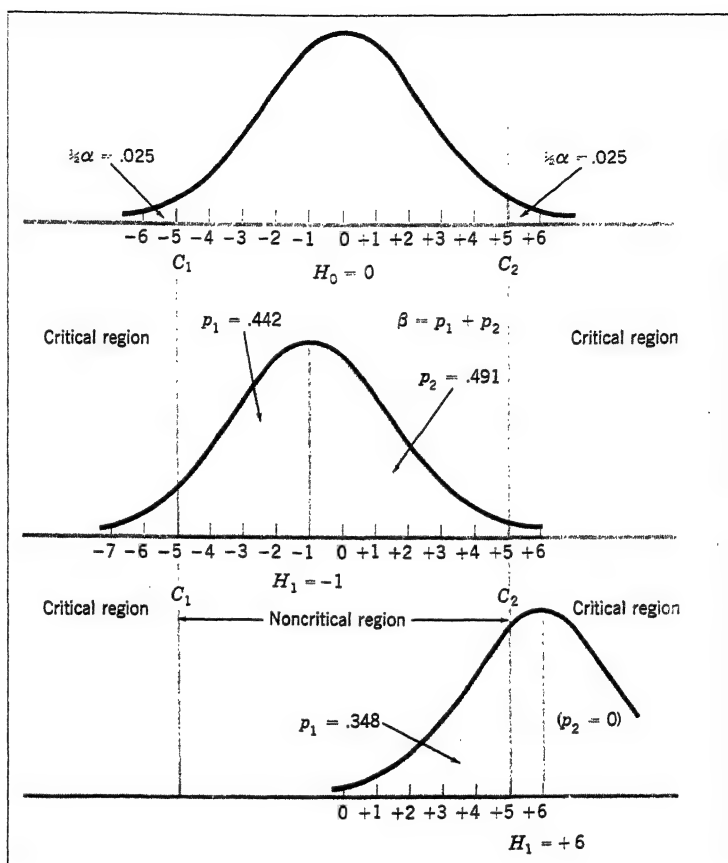 ½α = .025
½α = .025
-6 -5 -4 -3 -2 -1 0 +1 +2 +3 +4 +5 +6
C₁ H₀ = 0 C₂
Critical region p₁ = .442 β = p₁ + p₂ Critical region
p₂ = .491
-7 -6 -5 -4 -3 -2 -1 0 +1 +2 +3 +4 +5 +6
H₁ = -1
Critical region C₁ Noncritical region C₂ Critical region
p₁ = .348 (p₂ = 0)
0 +1 +2 +3 +4 +5 +6
H₁ = +6